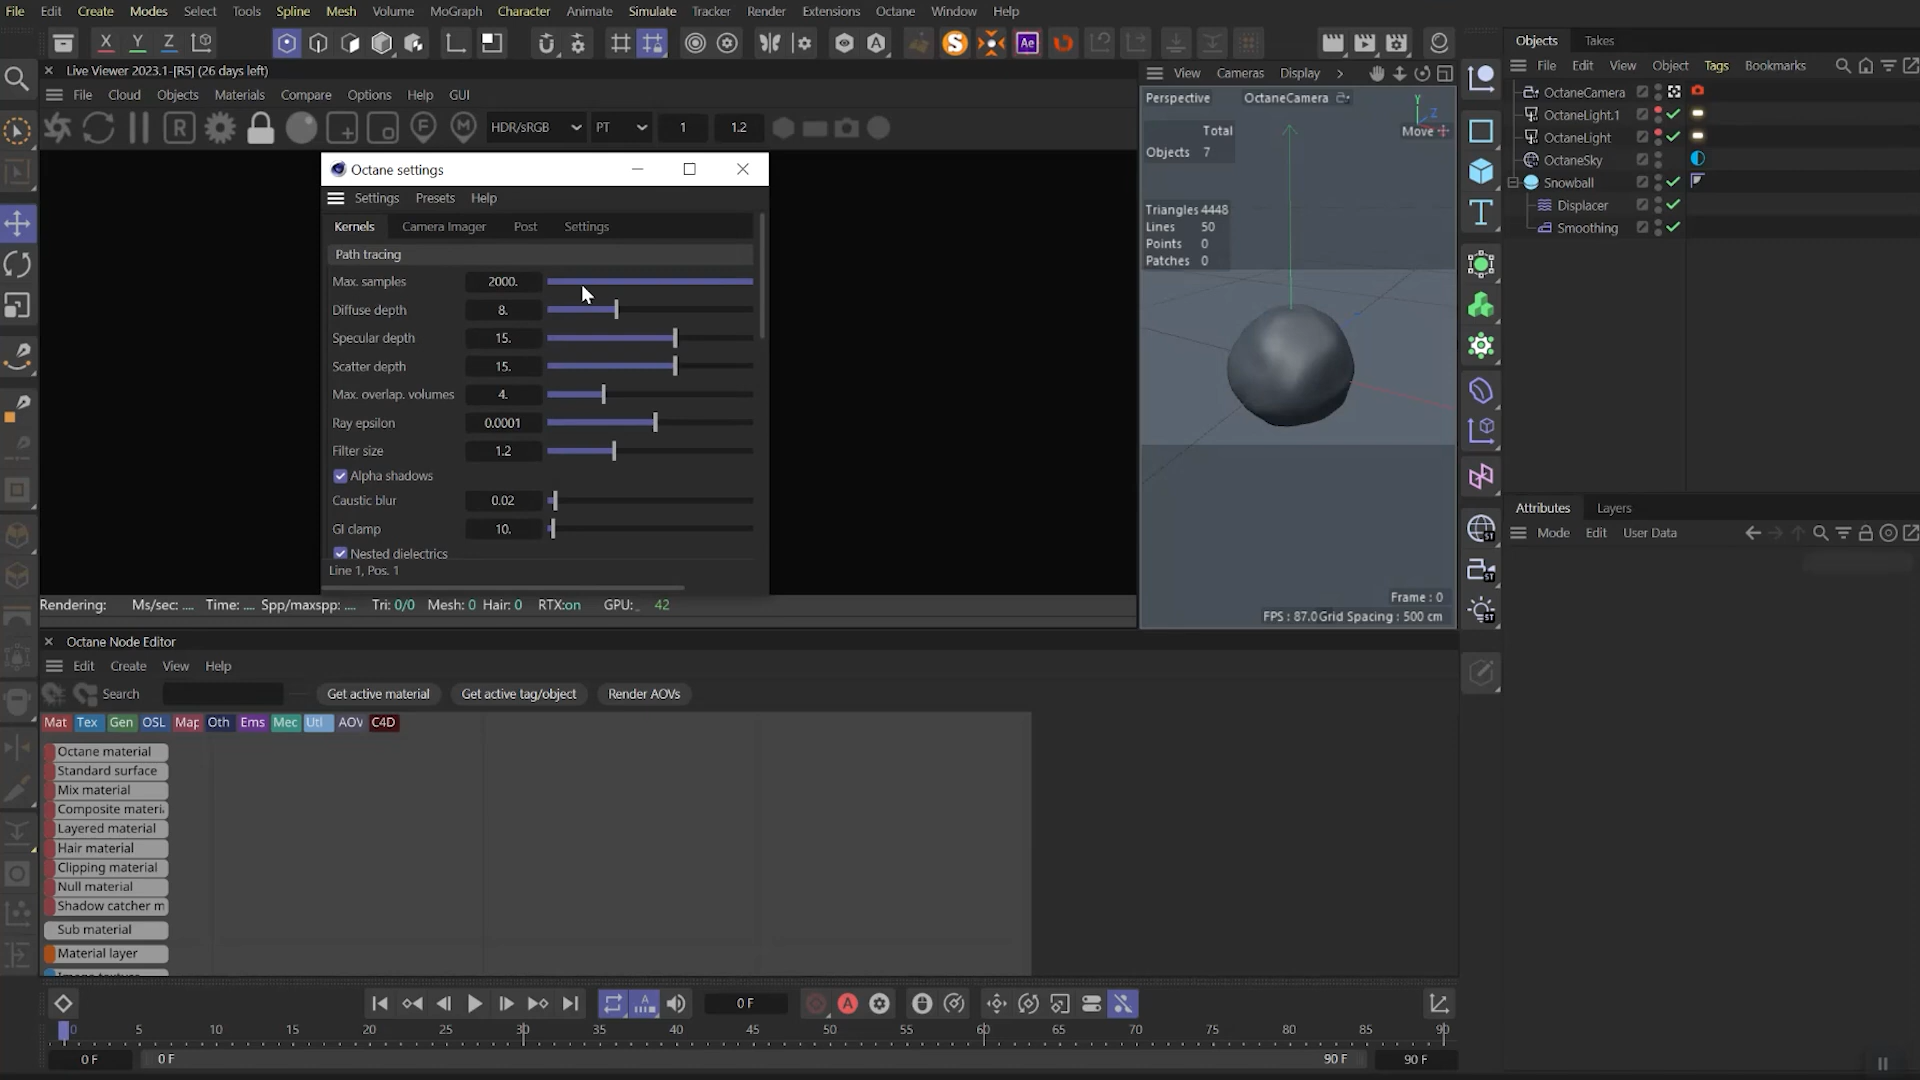 File Edit Create Modes Select Tools Spline Mesh Volume MoGraph Character Animate Simulate Tracker Render Extensions Octane Window Help
X Y Z
S Ae
Live Viewer 2023.1-[R5] (26 days left)
File Cloud Objects Materials Compare Options Help GUI
R F M HDR/sRGB PT 1 1.2
Octane settings
Settings Presets Help
Kernels Camera Imager Post Settings
Path tracing
Max. samples 2000.
Diffuse depth 8.
Specular depth 15.
Scatter depth 15.
Max. overlap. volumes 4.
Ray epsilon 0.0001
Filter size 1.2
Alpha shadows
Caustic blur 0.02
GI clamp 10.
Nested dielectrics
Line 1, Pos. 1
Rendering: Ms/sec: .... Time: .... Spp/maxspp: .... Tri: 0/0 Mesh: 0 Hair: 0 RTX:on GPU:_ 42
View Cameras Display
Perspective OctaneCamera
Y
Z
Move
Total
Objects 7
Triangles 4448
Lines 50
Points 0
Patches 0
Frame : 0
FPS : 87.0 Grid Spacing : 500 cm
T
ST
ST
ST
Objects Takes
File Edit View Object Tags Bookmarks
OctaneCamera
OctaneLight.1
OctaneLight
OctaneSky
Snowball
Displacer
Smoothing
Attributes Layers
Mode Edit User Data
Octane Node Editor
Edit Create View Help
Search Get active material Get active tag/object Render AOVs
Mat Tex Gen OSL Map Oth Ems Mec Utl AOV C4D
Octane material
Standard surface
Mix material
Composite materi
Layered material
Hair material
Clipping material
Null material
Shadow catcher m
Sub material
Material layer
A A 0 F
0 5 10 15 20 25 30 35 40 45 50 55 60 65 70 75 80 85 90
0 F 0 F 90 F 90 F